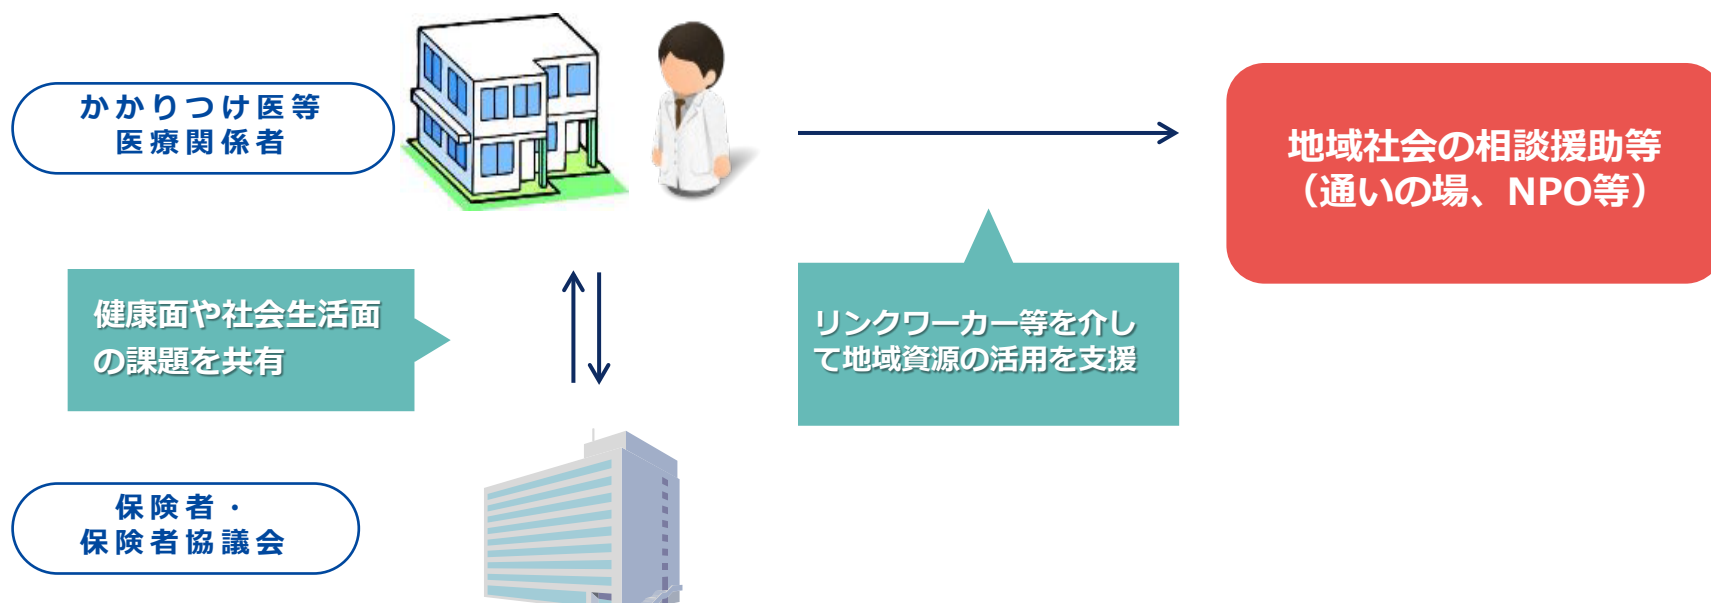 かかりつけ医等
医療関係者
地域社会の相談援助等
（通いの場、NPO等）
健康面や社会生活面
の課題を共有
リンクワーカー等を介し
て地域資源の活用を支援
保険者・
保険者協議会